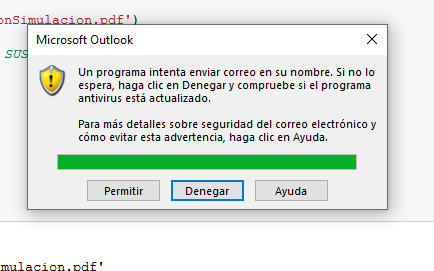 onSimulacion.pdf')
SUS
Microsoft Outlook
Un programa intenta enviar correo en su nombre. Si no lo
espera, haga clic en Denegar y compruebe si el programa
antivirus está actualizado.
Para más detalles sobre seguridad del correo electrónico y
cómo evitar esta advertencia, haga clic en Ayuda.
Permitir Denegar Ayuda
mulacion.pdf'